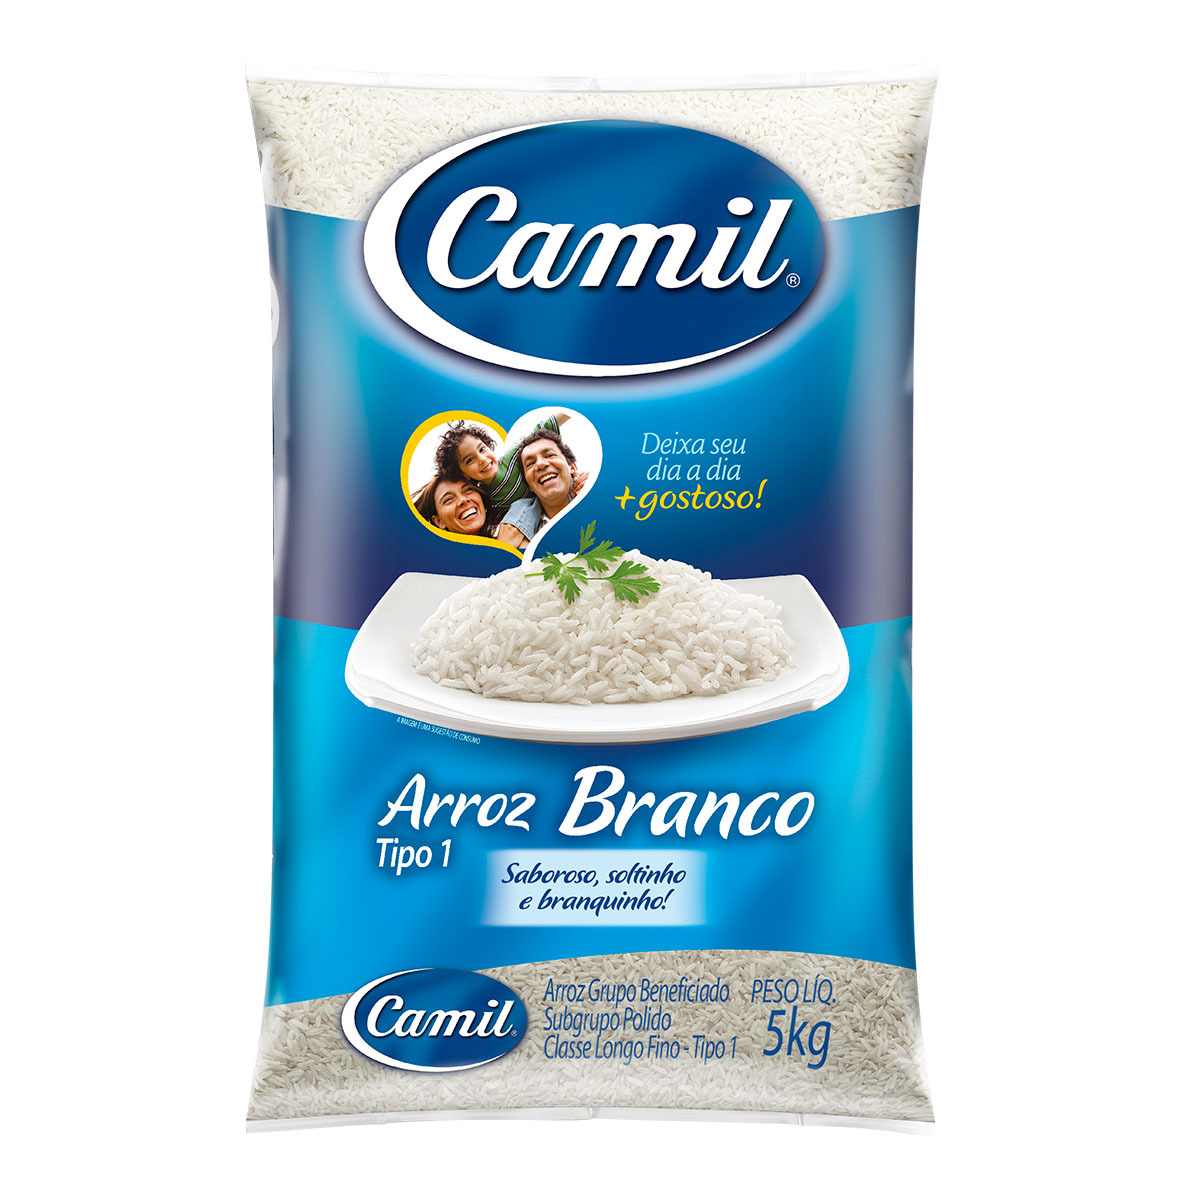 Camil®
Deixa seu
dia a dia
+gostoso!
A IMAGEM É UMA SUGESTÃO DE CONSUMO
Arroz Branco
Tipo 1
Saboroso, soltinho
e branquinho!
Camil®
Arroz Grupo Beneficiado
Subgrupo Polido
Classe Longo Fino - Tipo 1
PESO LÍQ.
5kg